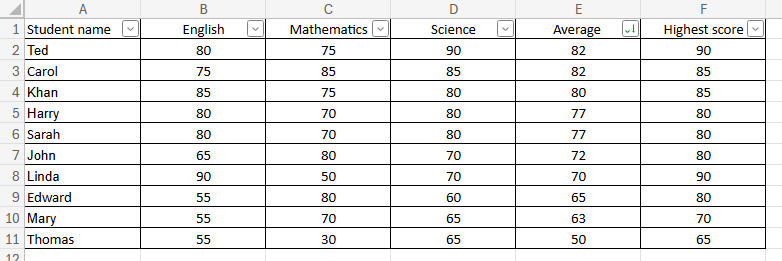 A B C D E F
1 Student name English Mathematics Science Average Highest score
2 Ted 80 75 90 82 90
3 Carol 75 85 85 82 85
4 Khan 85 75 80 80 85
5 Harry 80 70 80 77 80
6 Sarah 80 70 80 77 80
7 John 65 80 70 72 80
8 Linda 90 50 70 70 90
9 Edward 55 80 60 65 80
10 Mary 55 70 65 63 70
11 Thomas 55 30 65 50 65
12